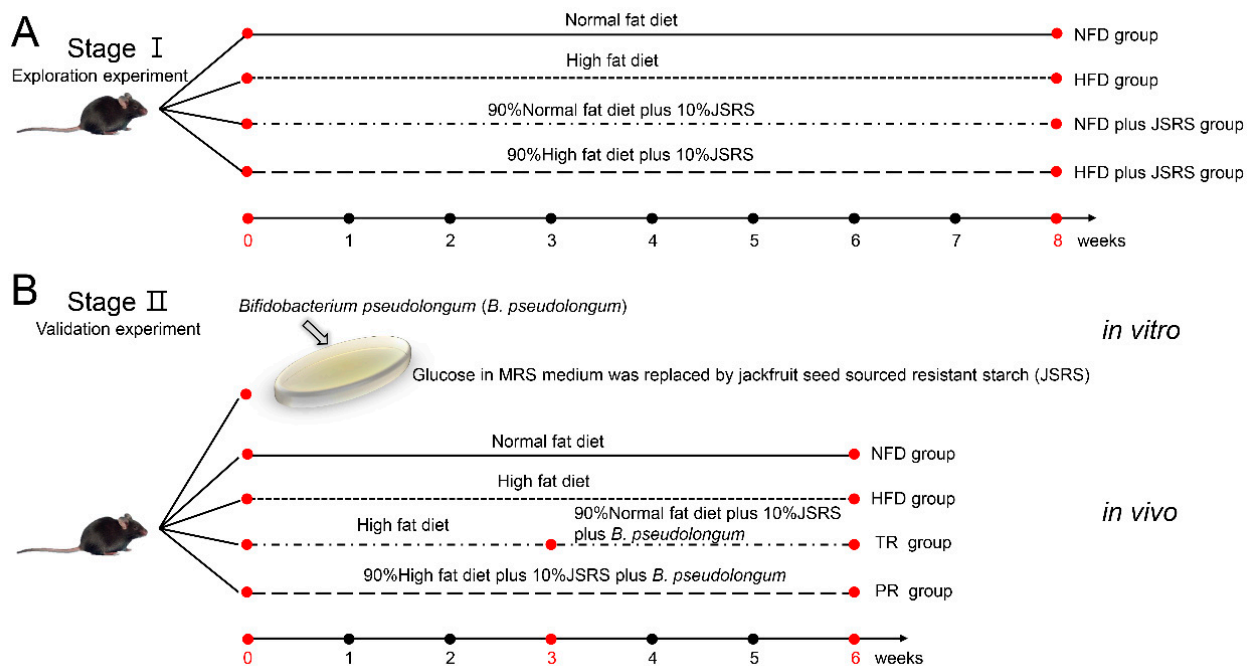 A
Stage Ⅰ
Exploration experiment
Normal fat diet
NFD group
High fat diet
HFD group
90%Normal fat diet plus 10%JSRS
NFD plus JSRS group
90%High fat diet plus 10%JSRS
HFD plus JSRS group
0 1 2 3 4 5 6 7 8 weeks
B
Stage Ⅱ
Validation experiment
Bifidobacterium pseudolongum (B. pseudolongum)
in vitro
Glucose in MRS medium was replaced by jackfruit seed sourced resistant starch (JSRS)
Normal fat diet
NFD group
High fat diet
HFD group
in vivo
High fat diet
90%Normal fat diet plus 10%JSRS
plus B. pseudolongum
TR group
90%High fat diet plus 10%JSRS plus B. pseudolongum
PR group
0 1 2 3 4 5 6 weeks